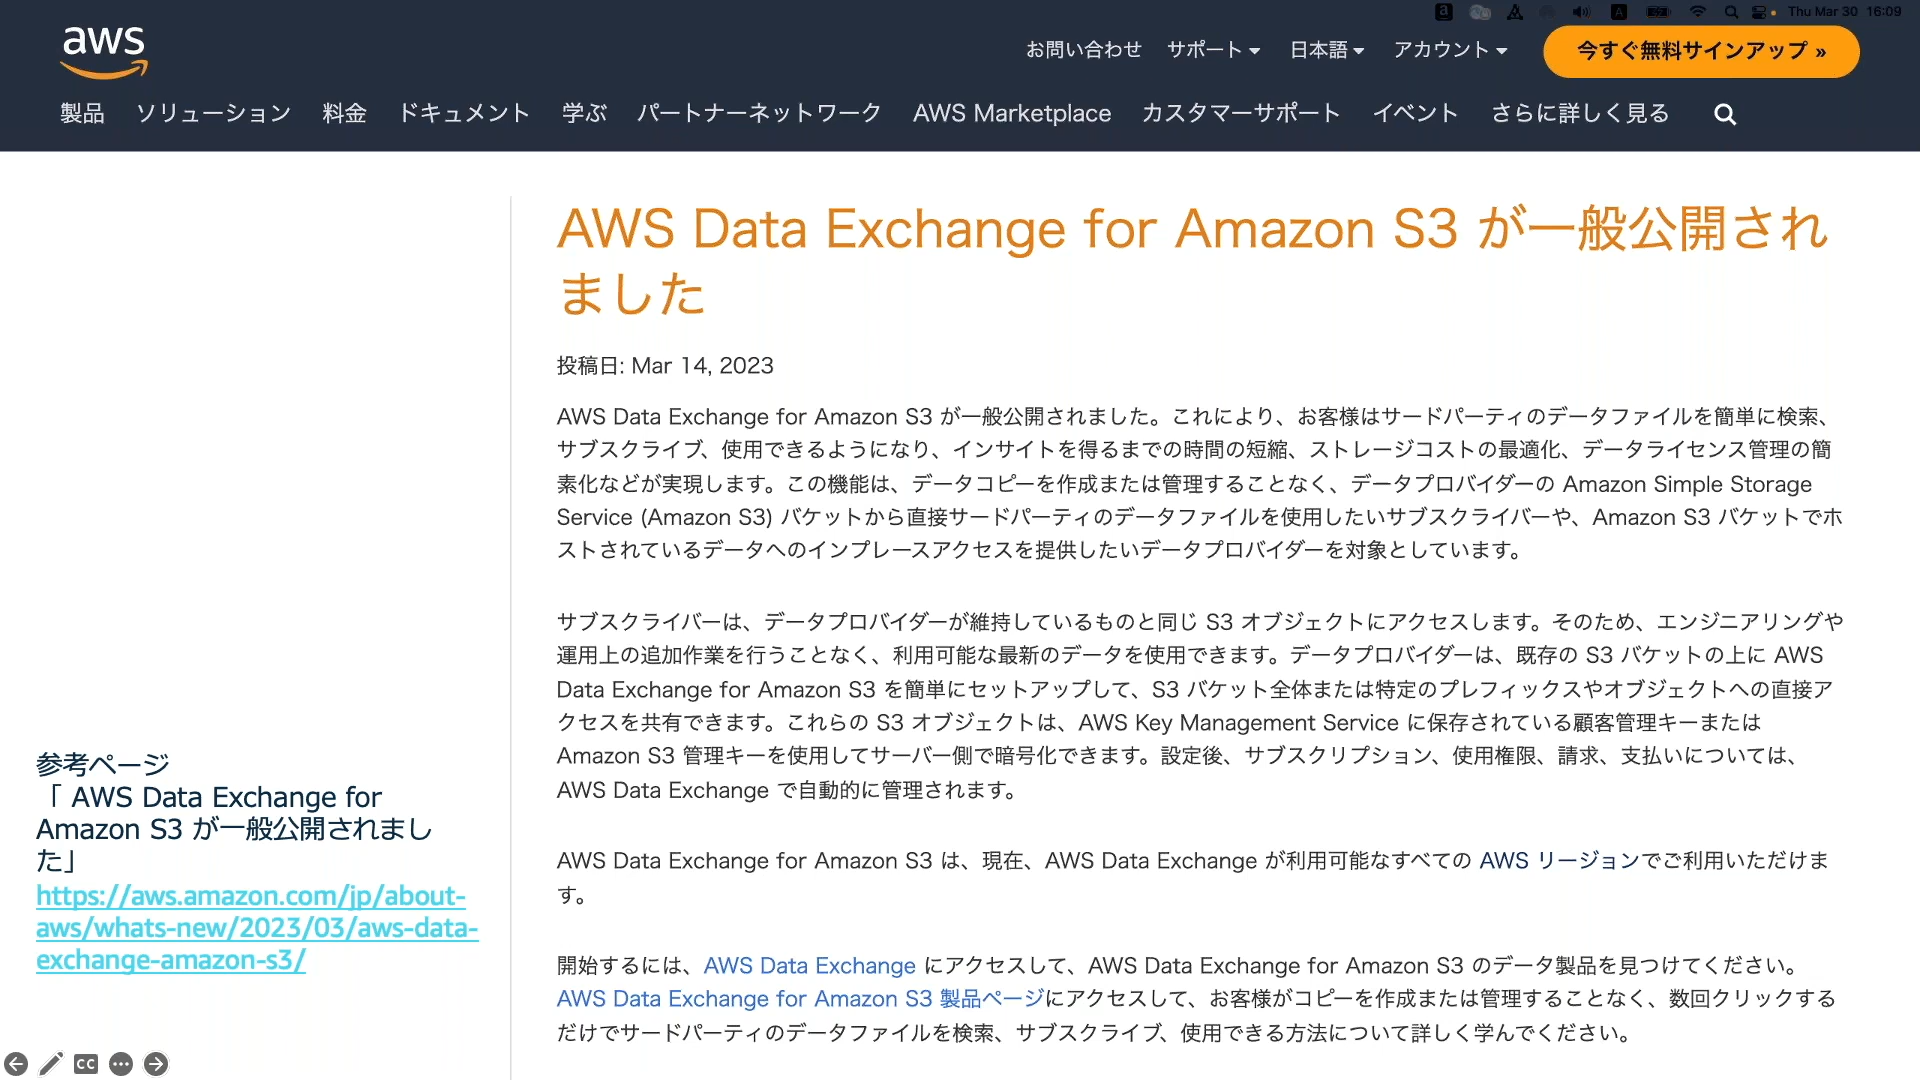 Thu Mar 30 16:09
aws
お問い合わせ サポート 日本語 アカウント 今すぐ無料サインアップ »
製品 ソリューション 料金 ドキュメント 学ぶ パートナーネットワーク AWS Marketplace カスタマーサポート イベント さらに詳しく見る
AWS Data Exchange for Amazon S3 が一般公開され
ました
投稿日: Mar 14, 2023
AWS Data Exchange for Amazon S3 が一般公開されました。これにより、お客様はサードパーティのデータファイルを簡単に検索、
サブスクライブ、使用できるようになり、インサイトを得るまでの時間の短縮、ストレージコストの最適化、データライセンス管理の簡
素化などが実現します。この機能は、データコピーを作成または管理することなく、データプロバイダーの Amazon Simple Storage
Service (Amazon S3) バケットから直接サードパーティのデータファイルを使用したいサブスクライバーや、Amazon S3 バケットでホ
ストされているデータへのインプレースアクセスを提供したいデータプロバイダーを対象としています。
サブスクライバーは、データプロバイダーが維持しているものと同じ S3 オブジェクトにアクセスします。そのため、エンジニアリングや
運用上の追加作業を行うことなく、利用可能な最新のデータを使用できます。データプロバイダーは、既存の S3 バケットの上に AWS
Data Exchange for Amazon S3 を簡単にセットアップして、S3 バケット全体または特定のプレフィックスやオブジェクトへの直接ア
クセスを共有できます。これらの S3 オブジェクトは、AWS Key Management Service に保存されている顧客管理キーまたは
Amazon S3 管理キーを使用してサーバー側で暗号化できます。設定後、サブスクリプション、使用権限、請求、支払いについては、
AWS Data Exchange で自動的に管理されます。
AWS Data Exchange for Amazon S3 は、現在、AWS Data Exchange が利用可能なすべての AWS リージョンでご利用いただけま
す。
開始するには、AWS Data Exchange にアクセスして、AWS Data Exchange for Amazon S3 のデータ製品を見つけてください。
AWS Data Exchange for Amazon S3 製品ページにアクセスして、お客様がコピーを作成または管理することなく、数回クリックする
だけでサードパーティのデータファイルを検索、サブスクライブ、使用できる方法について詳しく学んでください。
参考ページ
「 AWS Data Exchange for
Amazon S3 が一般公開されまし
た」
https://aws.amazon.com/jp/about-
aws/whats-new/2023/03/aws-data-
exchange-amazon-s3/
CC